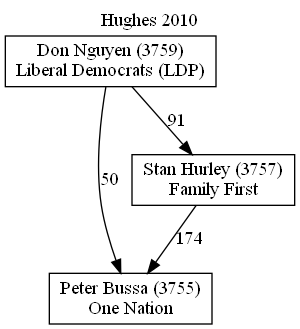 Hughes 2010
Don Nguyen (3759)
Liberal Democrats (LDP)
91
Stan Hurley (3757)
Family First
50
174
Peter Bussa (3755)
One Nation